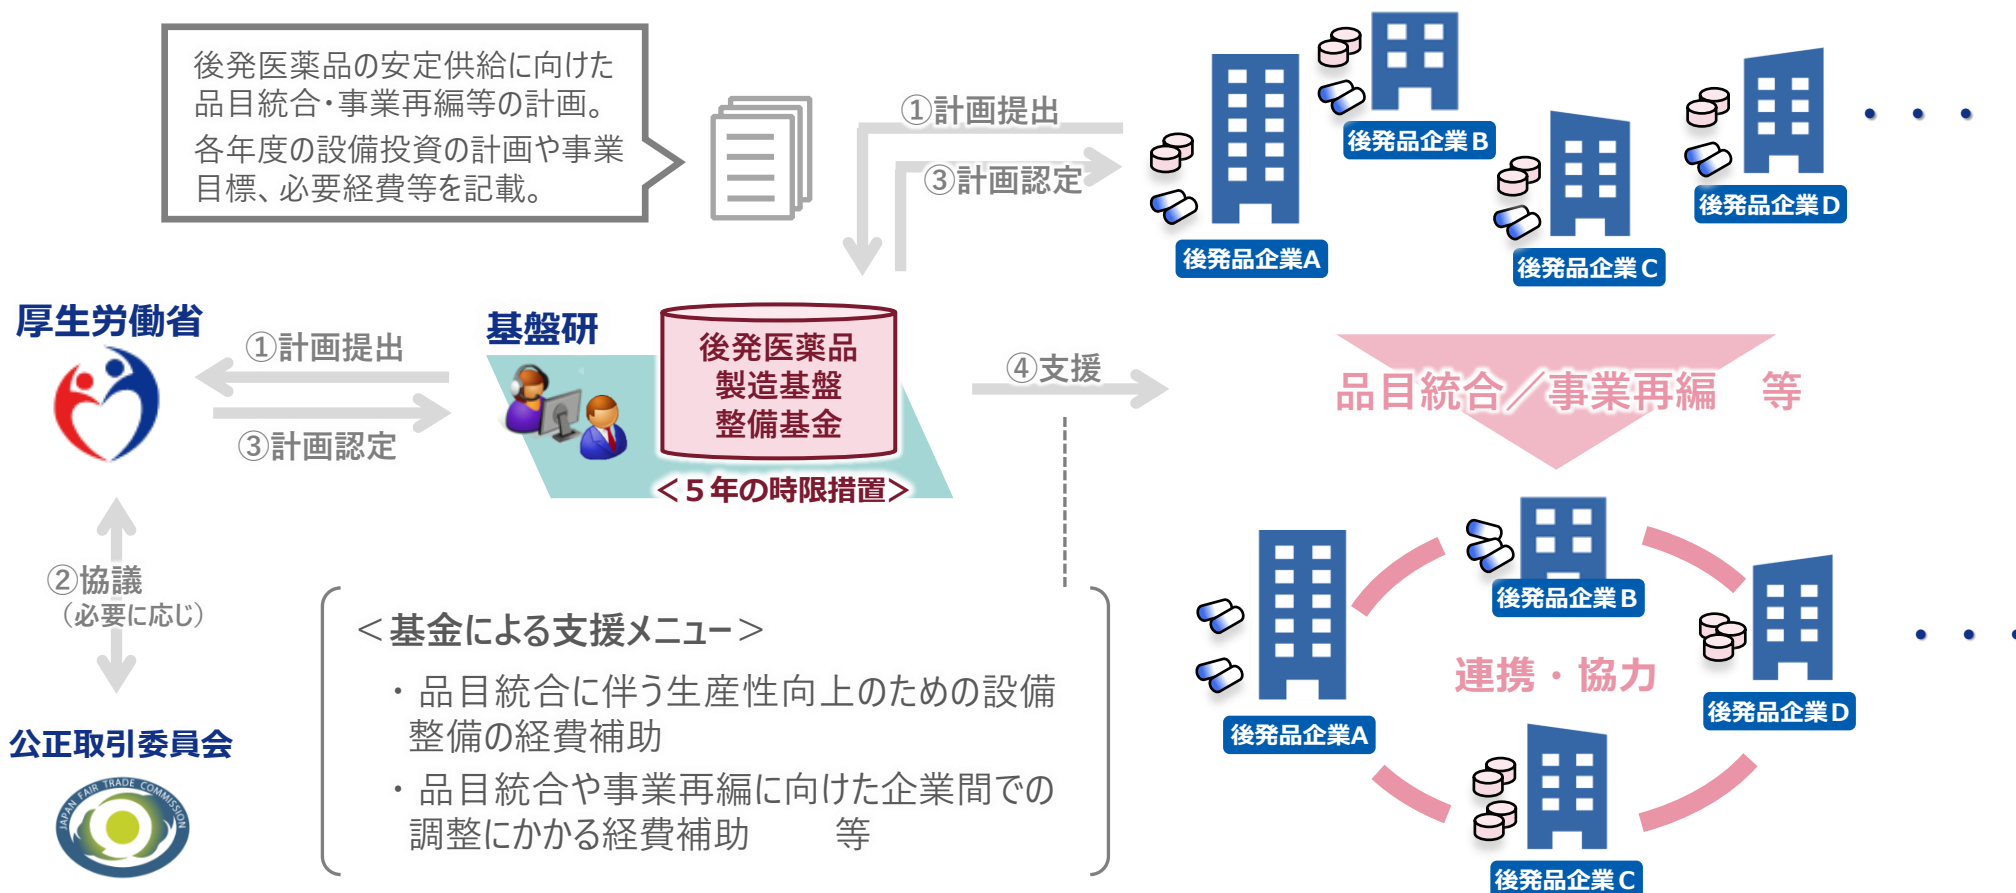 後発医薬品の安定供給に向けた
品目統合・事業再編等の計画。
各年度の設備投資の計画や事業
目標、必要経費等を記載。
①計画提出
③計画認定
後発品企業A
後発品企業B
後発品企業C
後発品企業D
・・・
厚生労働省
①計画提出
③計画認定
基盤研
後発医薬品
製造基盤
整備基金
＜５年の時限措置＞
④支援
品目統合／事業再編　等
②協議
（必要に応じ）
公正取引委員会
JAPAN FAIR TRADE COMMISSION
＜基金による支援メニュー＞
・品目統合に伴う生産性向上のための設備
整備の経費補助
・品目統合や事業再編に向けた企業間での
調整にかかる経費補助　　等
後発品企業A
後発品企業B
後発品企業D
連携・協力
後発品企業C
・・・